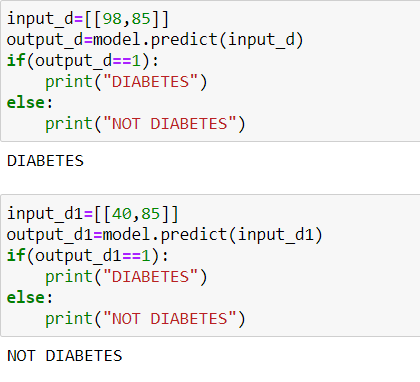 input_d=[[98,85]]
output_d=model.predict(input_d)
if(output_d==1):
    print("DIABETES")
else:
    print("NOT DIABETES")
DIABETES
input_d1=[[40,85]]
output_d1=model.predict(input_d1)
if(output_d1==1):
    print("DIABETES")
else:
    print("NOT DIABETES")
NOT DIABETES